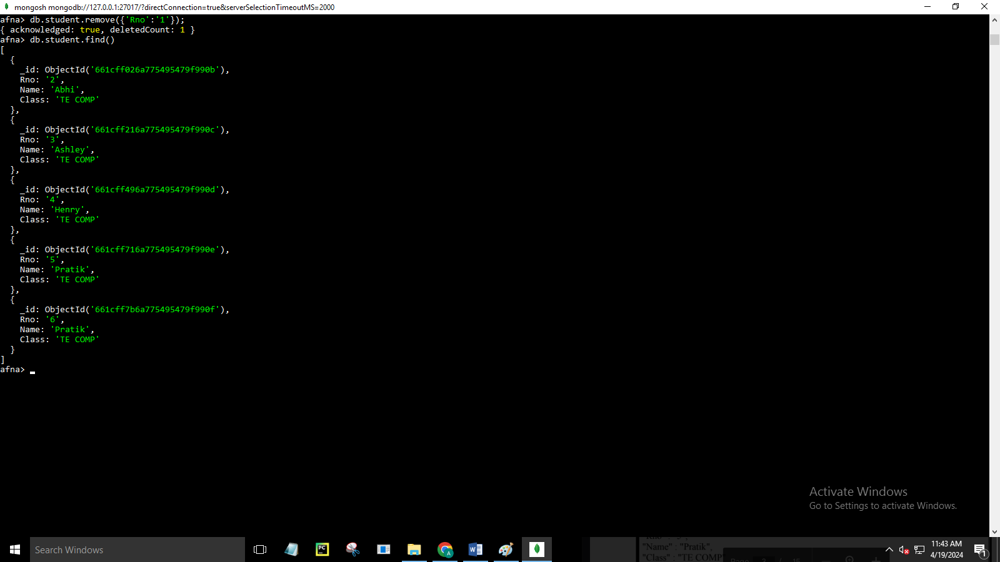 mongosh mongodb://127.0.0.1:27017/?directConnection=true&serverSelectionTimeoutMS=2000
afna> db.student.remove({'Rno':'1'});
{ acknowledged: true, deletedCount: 1 }
afna> db.student.find()
[
  {
    _id: ObjectId('661cff026a775495479f990b'),
    Rno: '2',
    Name: 'Abhi',
    Class: 'TE COMP'
  },
  {
    _id: ObjectId('661cff216a775495479f990c'),
    Rno: '3',
    Name: 'Ashley',
    Class: 'TE COMP'
  },
  {
    _id: ObjectId('661cff496a775495479f990d'),
    Rno: '4',
    Name: 'Henry',
    Class: 'TE COMP'
  },
  {
    _id: ObjectId('661cff716a775495479f990e'),
    Rno: '5',
    Name: 'Pratik',
    Class: 'TE COMP'
  },
  {
    _id: ObjectId('661cff7b6a775495479f990f'),
    Rno: '6',
    Name: 'Pratik',
    Class: 'TE COMP'
  }
]
afna>
Activate Windows
Go to Settings to activate Windows.
Search Windows
PC
A
W
"Name" : "Pratik",
"Class" : "TE COMP"
11:43 AM
4/19/2024
1